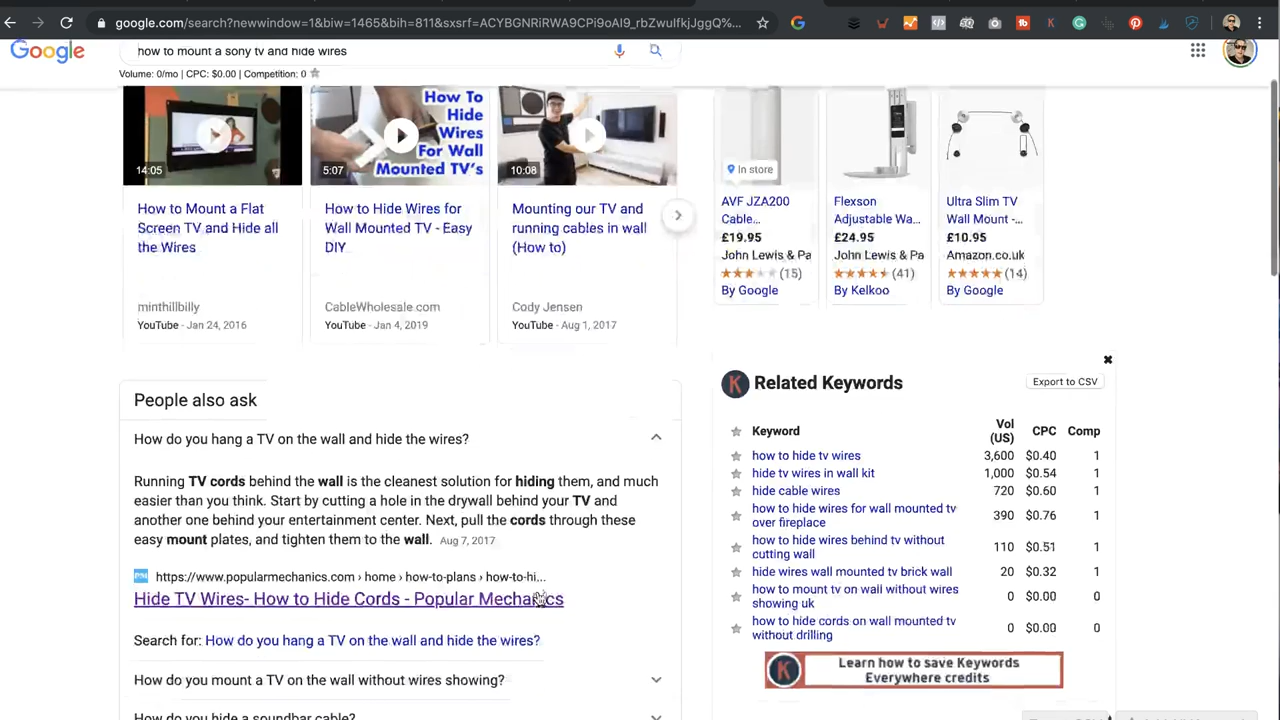 google.com/search?newwindow=1&biw=1465&bih=811&sxsrf=ACYBGNRiRWA9CPi9oAI9_rbZwuIfkjJggQ%...
Google
how to mount a sony tv and hide wires
Volume: 0/mo | CPC: $0.00 | Competition: 0
14:05
5:07
How To
Hide
Wires
For Wall
Mounted TV's
10:08
How to Mount a Flat
Screen TV and Hide all
the Wires
minthillbilly
YouTube - Jan 24, 2016
How to Hide Wires for
Wall Mounted TV - Easy
DIY
CableWholesale.com
YouTube - Jan 4, 2019
Mounting our TV and
running cables in wall
(How to)
Cody Jensen
YouTube - Aug 1, 2017
In store
AVF JZA200
Cable...
£19.95
John Lewis & Pa
(15)
By Google
Flexson
Adjustable Wa...
£24.95
John Lewis & Pa
(41)
By Kelkoo
Ultra Slim TV
Wall Mount -...
£10.95
Amazon.co.uk
(14)
By Google
People also ask
How do you hang a TV on the wall and hide the wires?
Running TV cords behind the wall is the cleanest solution for hiding them, and much
easier than you think. Start by cutting a hole in the drywall behind your TV and
another one behind your entertainment center. Next, pull the cords through these
easy mount plates, and tighten them to the wall. Aug 7, 2017
https://www.popularmechanics.com › home › how-to-plans › how-to-hi...
Hide TV Wires- How to Hide Cords - Popular Mechanics
Search for: How do you hang a TV on the wall and hide the wires?
How do you mount a TV on the wall without wires showing?
How do you hide a soundbar cable?
K Related Keywords
Export to CSV
Keyword Vol (US) CPC Comp
how to hide tv wires 3,600 $0.40 1
hide tv wires in wall kit 1,000 $0.54 1
hide cable wires 720 $0.60 1
how to hide wires for wall mounted tv
over fireplace 390 $0.76 1
how to hide wires behind tv without
cutting wall 110 $0.51 1
hide wires wall mounted tv brick wall 20 $0.32 1
how to mount tv on wall without wires
showing uk 0 $0.00 0
how to hide cords on wall mounted tv
without drilling 0 $0.00 0
K Learn how to save Keywords
Everywhere credits